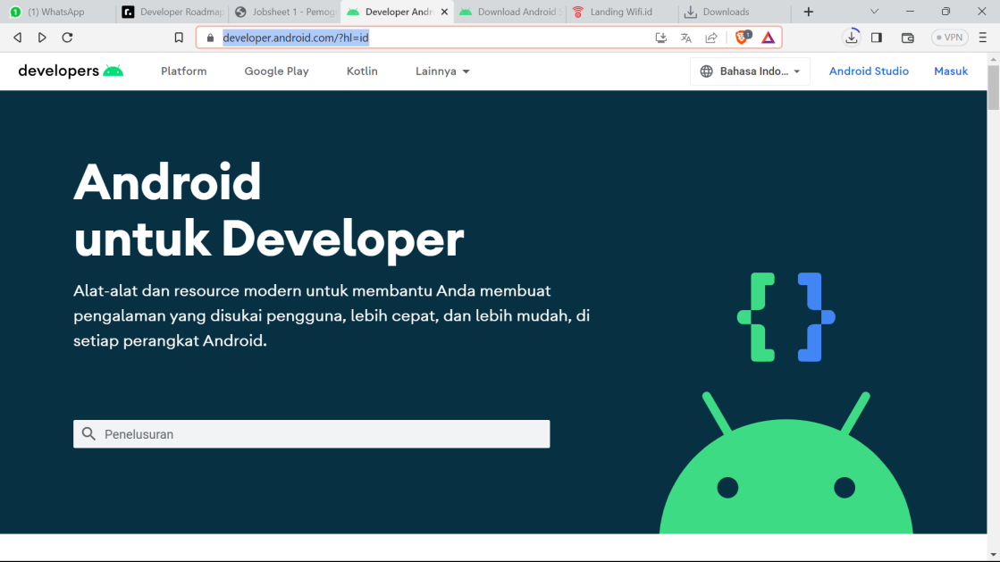 (1) WhatsApp
Developer Roadmap
Jobsheet 1 - Pemog
Developer Andr
Download Android S
Landing Wifi.id
Downloads
developer.android.com/?hl=id
1
VPN
developers
Platform
Google Play
Kotlin
Lainnya
Bahasa Indo...
Android Studio
Masuk
Android
untuk Developer
Alat-alat dan resource modern untuk membantu Anda membuat
pengalaman yang disukai pengguna, lebih cepat, dan lebih mudah, di
setiap perangkat Android.
Penelusuran